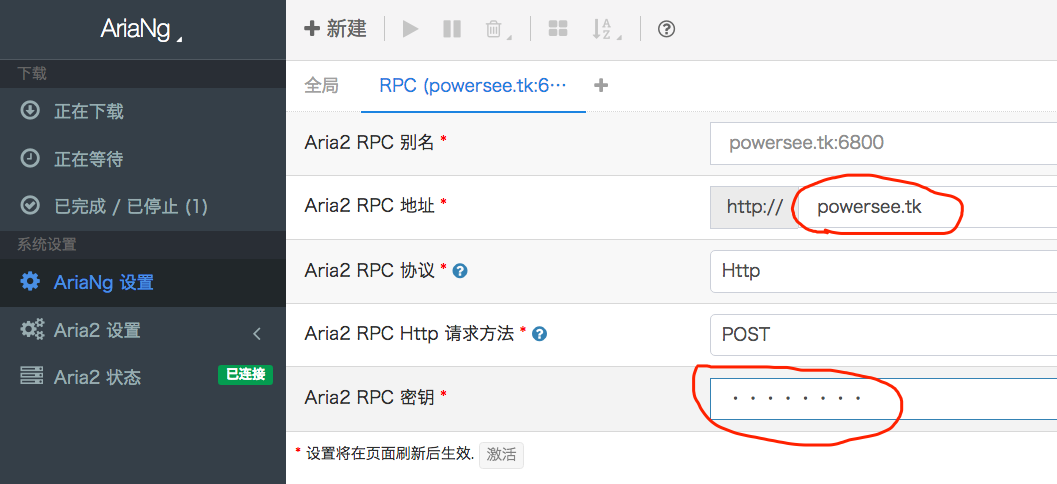 AriaNg
下载
正在下载
正在等待
已完成 / 已停止 (1)
系统设置
AriaNg 设置
Aria2 设置
Aria2 状态
已连接
新建
全局
RPC (powersee.tk:6⋯
Aria2 RPC 别名 *
powersee.tk:6800
Aria2 RPC 地址 *
http://
powersee.tk
Aria2 RPC 协议 *
Http
Aria2 RPC Http 请求方法 *
POST
Aria2 RPC 密钥 *
* 设置将在页面刷新后生效.
激活